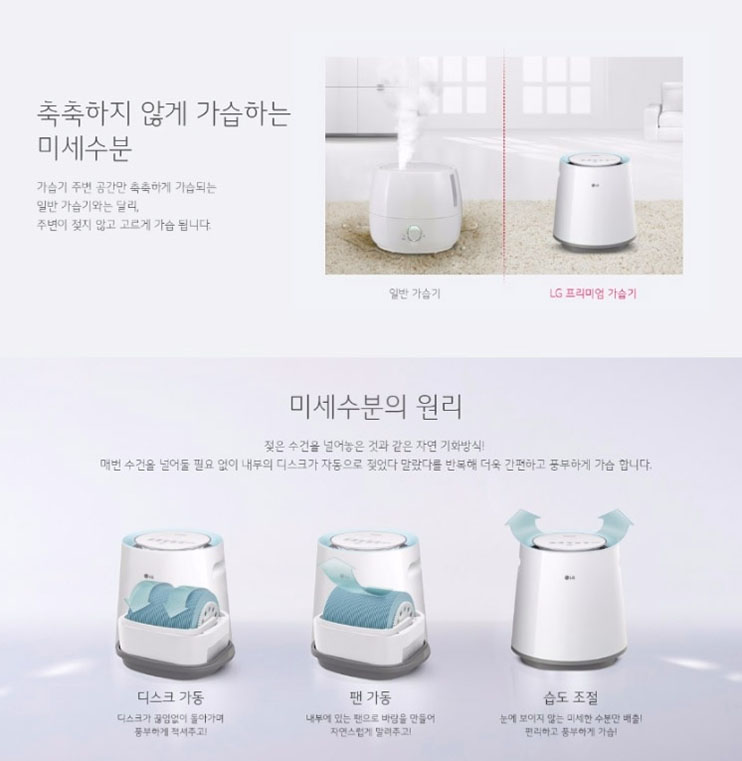 축축하지 않게 가습하는
미세수분
가습기 주변 공간만 촉촉하게 가습되는
일반 가습기와는 달리,
주변이 젖지 않고 고르게 가습 됩니다.
일반 가습기
LG 프리미엄 가습기
미세수분의 원리
젖은 수건을 널어놓은 것과 같은 자연 기화방식!
매번 수건을 널어둘 필요 없이 내부의 디스크가 자동으로 젖었다 말랐다를 반복해 더욱 간편하고 풍부하게 가습 합니다.
LG
LG
디스크 가동
팬 가동
습도 조절
디스크가 끊임없이 돌아가며
풍부하게 적셔주고!
내부에 있는 팬으로 바람을 만들어
자연스럽게 말려주고!
눈에 보이지 않는 미세한 수분만 배출!
편리하고 풍부하게 가습!